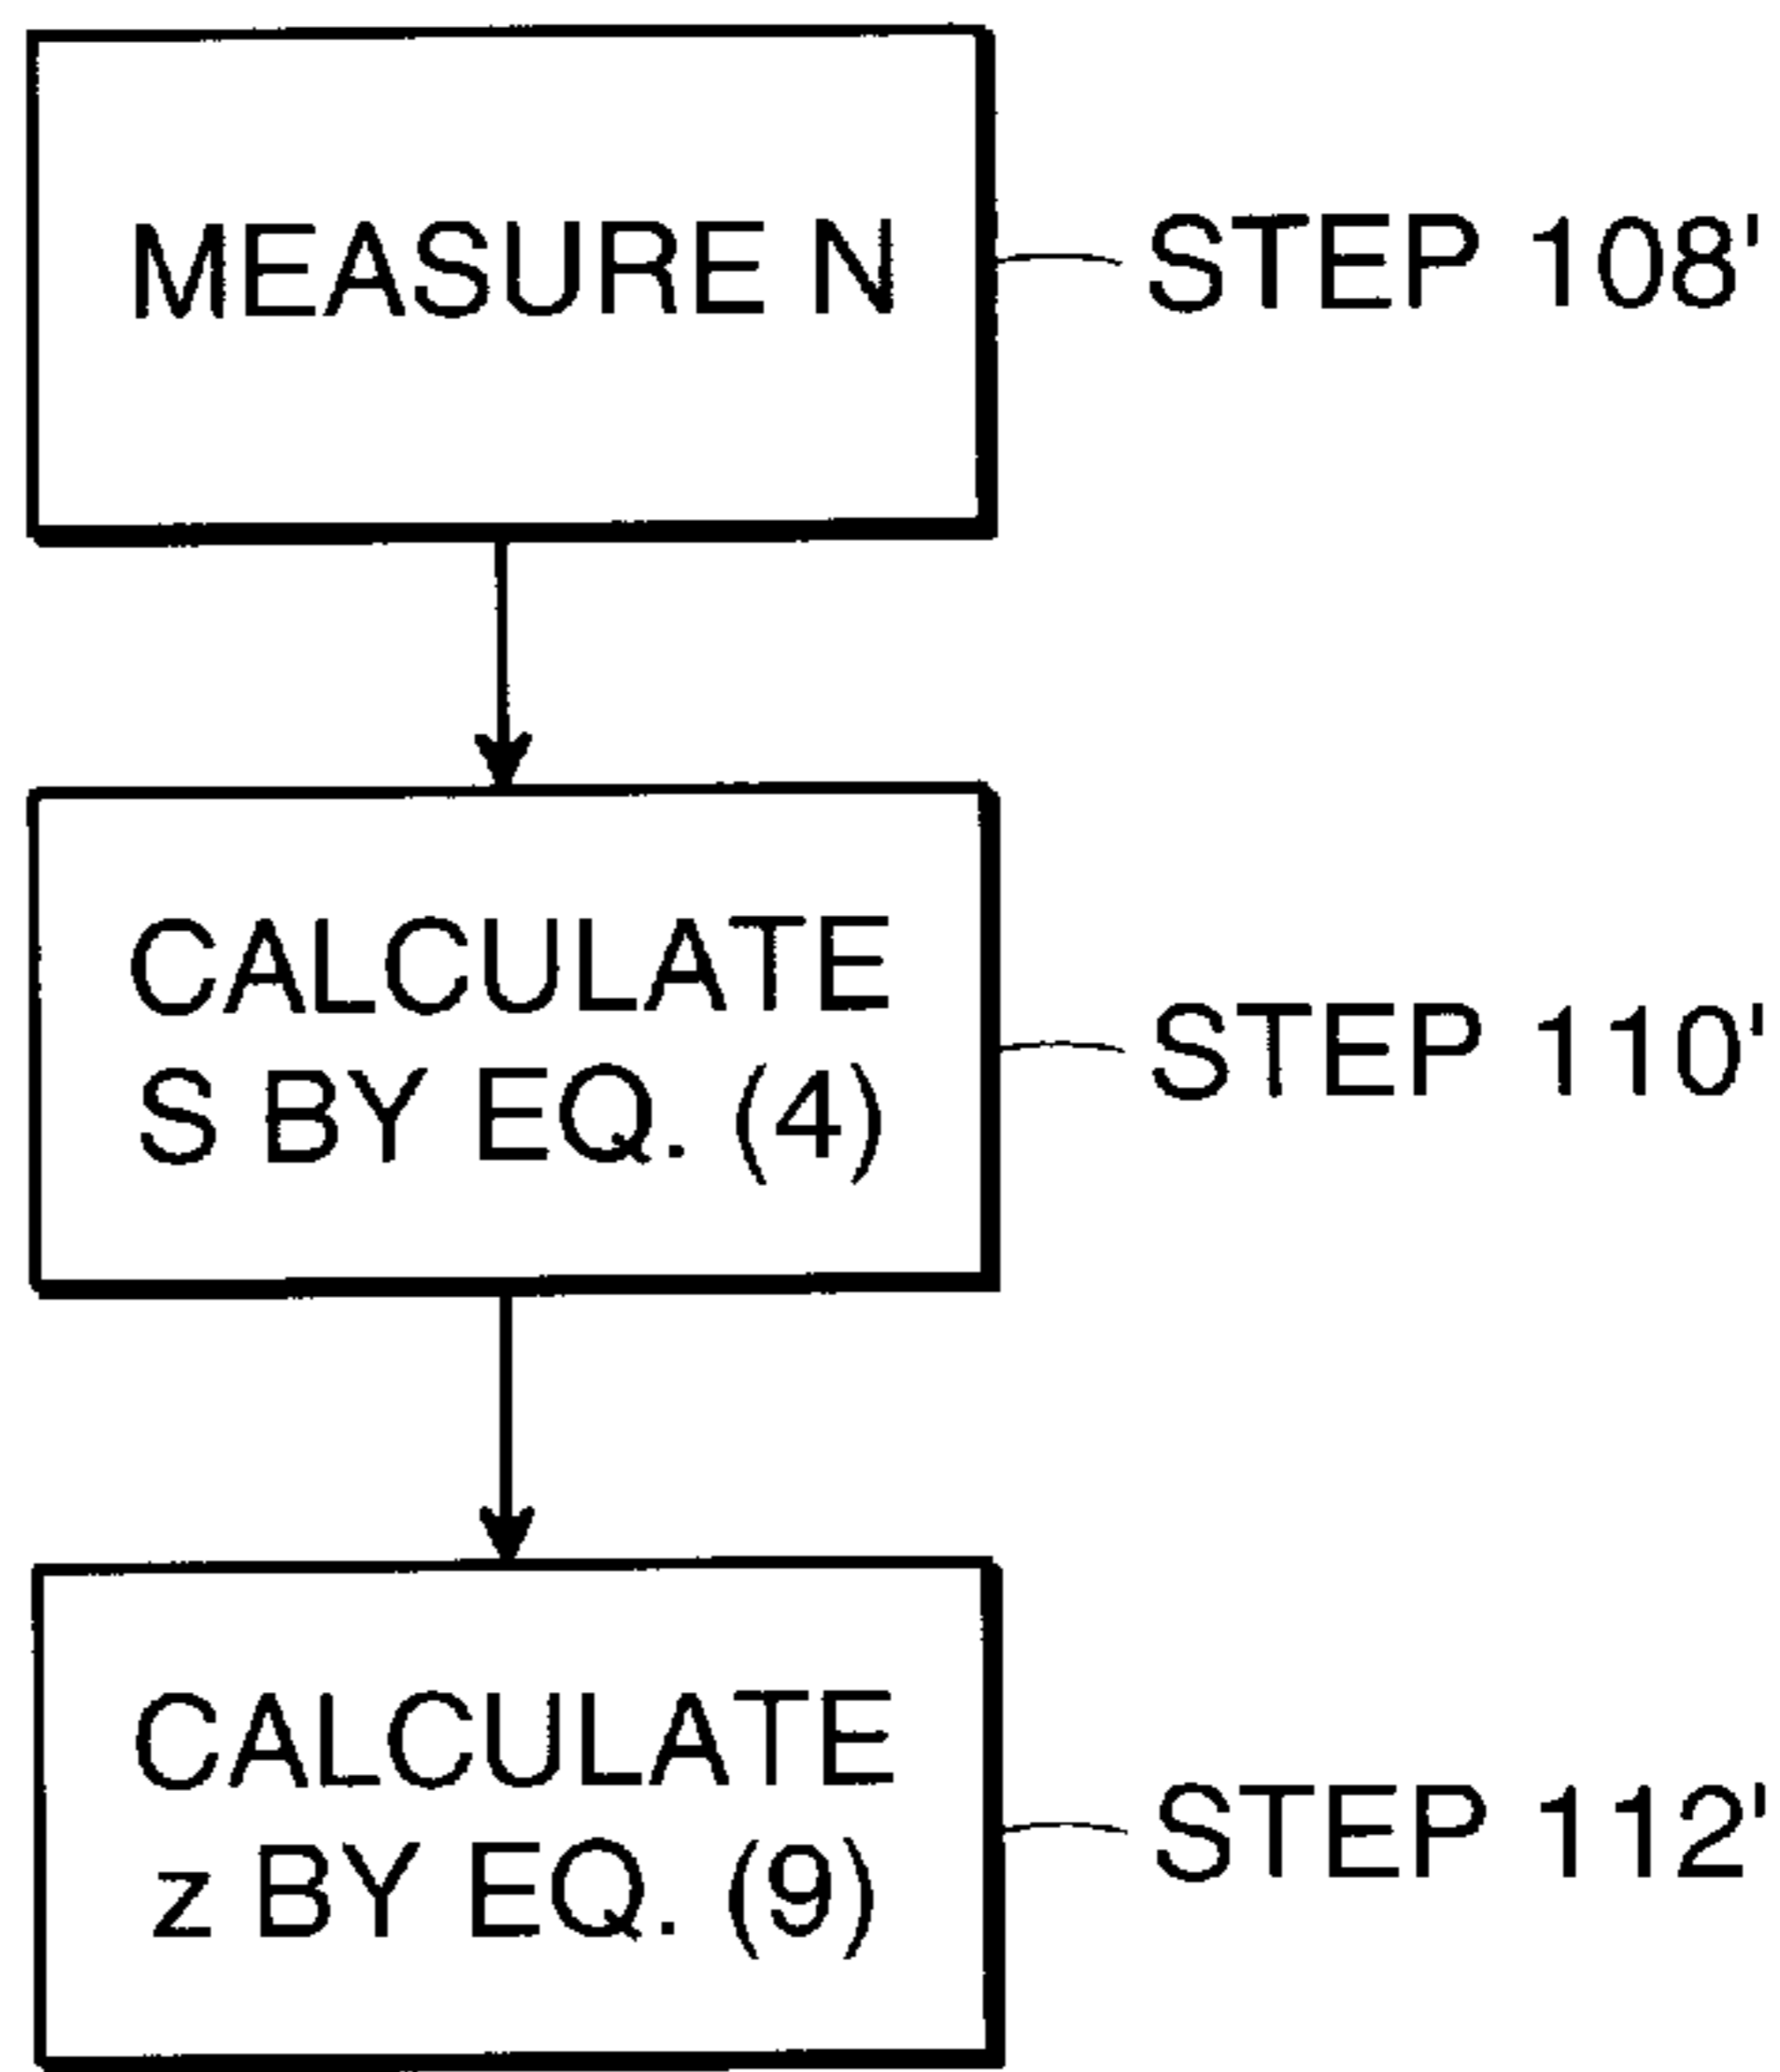 MEASURE N
STEP 108'
CALCULATE
S BY EQ. (4)
STEP 110'
CALCULATE
z BY EQ. (9)
STEP 112'